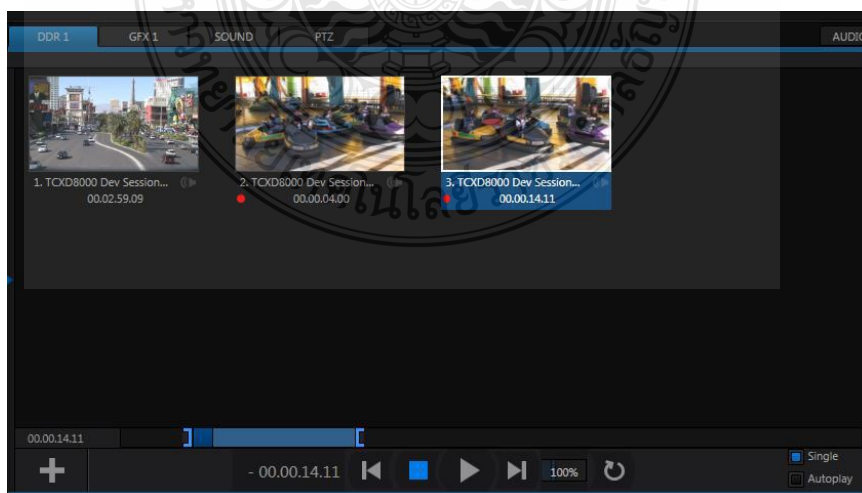 DDR 1 GFX 1 SOUND PTZ AUDIO
1. TCXD8000 Dev Session... 2. TCXD8000 Dev Session... 3. TCXD8000 Dev Session...
00.02.59.09 00.00.04.00 00.00.14.11
00.00.14.11
- 00.00.14.11 100%
Single
Autoplay